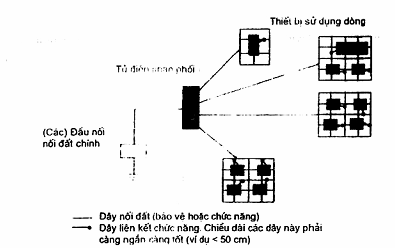 Thiết bị sử dụng dòng
Tủ điện phân phối
(Các) Đầu nối
nối đất chính
Dây nối đất (bảo vệ hoặc chức năng)
Dây liên kết chức năng. Chiều dài các dây này phải
càng ngắn càng tốt (ví dụ < 50 cm)